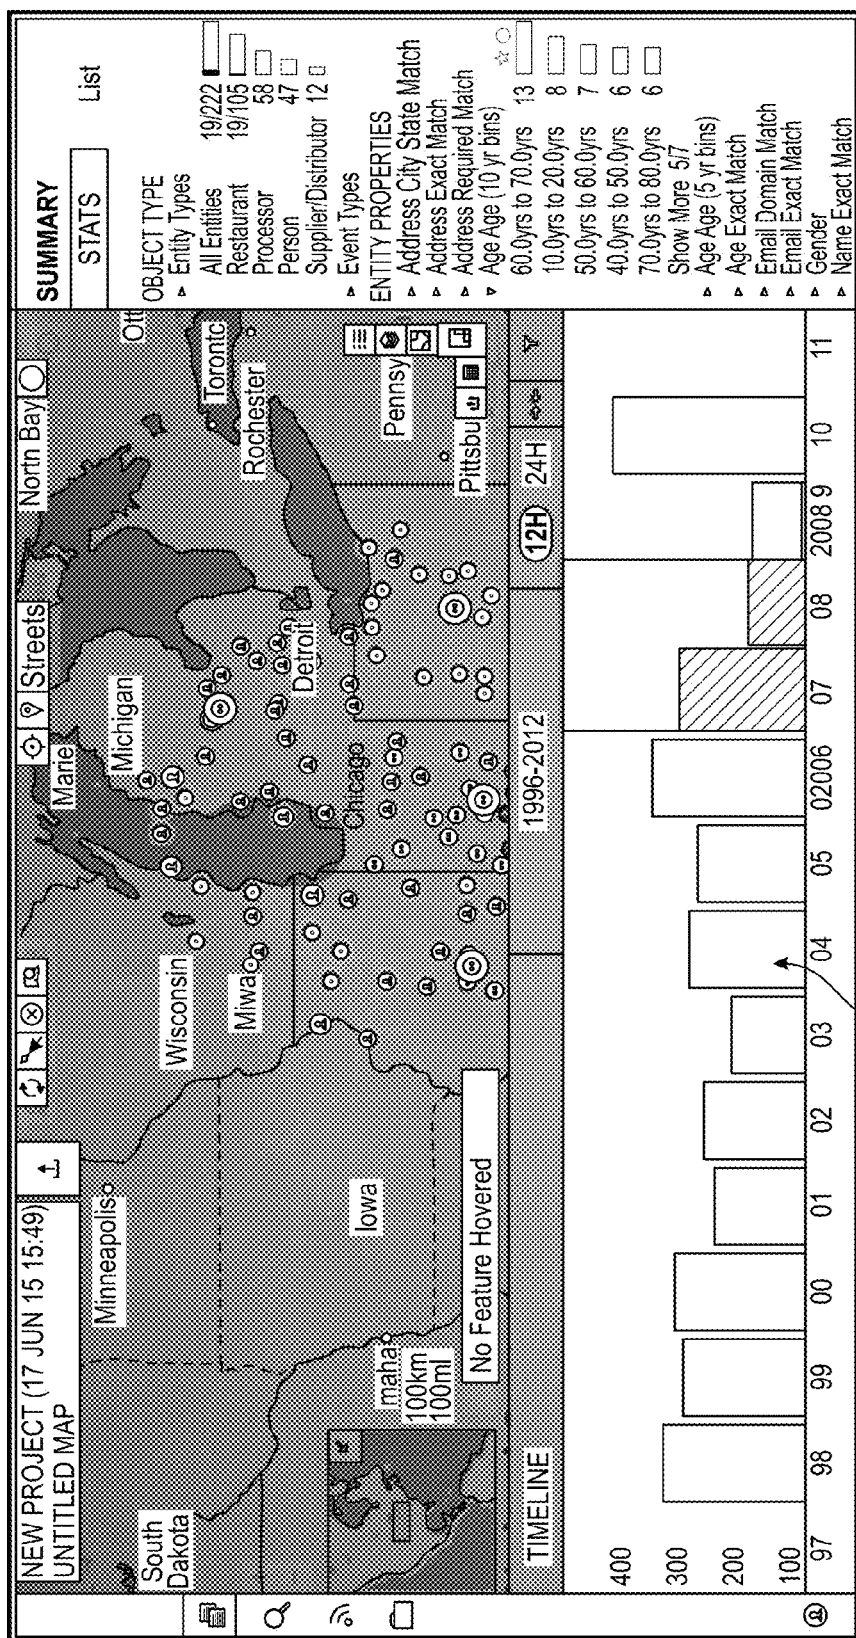 NEW PROJECT (17 JUN 15 15:49)
UNTITLED MAP
Streets
North Bay
Marie
Ott
Minneapolis
South
Dakota
Wisconsin
Michigan
Toronto
Rochester
Miwa
Detroit
Iowa
Chicago
Pennsy
maha
100km
100ml
No Feature Hovered
Pittsbu
SUMMARY
STATS List
OBJECT TYPE
Entity Types
All Entities 19/222
Restaurant 19/105
Processor 58
Person 47
Supplier/Distributor 12
Event Types
ENTITY PROPERTIES
Address City State Match
Address Exact Match
Address Required Match
Age Age (10 yr bins)
60.0yrs to 70.0yrs 13
10.0yrs to 20.0yrs 8
50.0yrs to 60.0yrs 7
40.0yrs to 50.0yrs 6
70.0yrs to 80.0yrs 6
Show More 5/7
Age Age (5 yr bins)
Age Exact Match
Email Domain Match
Email Exact Match
Gender
Name Exact Match
TIMELINE 1996-2012 12H 24H
400
300
200
100
97 98 99 00 01 02 03 04 05 02006 07 08 2008 9 10 11